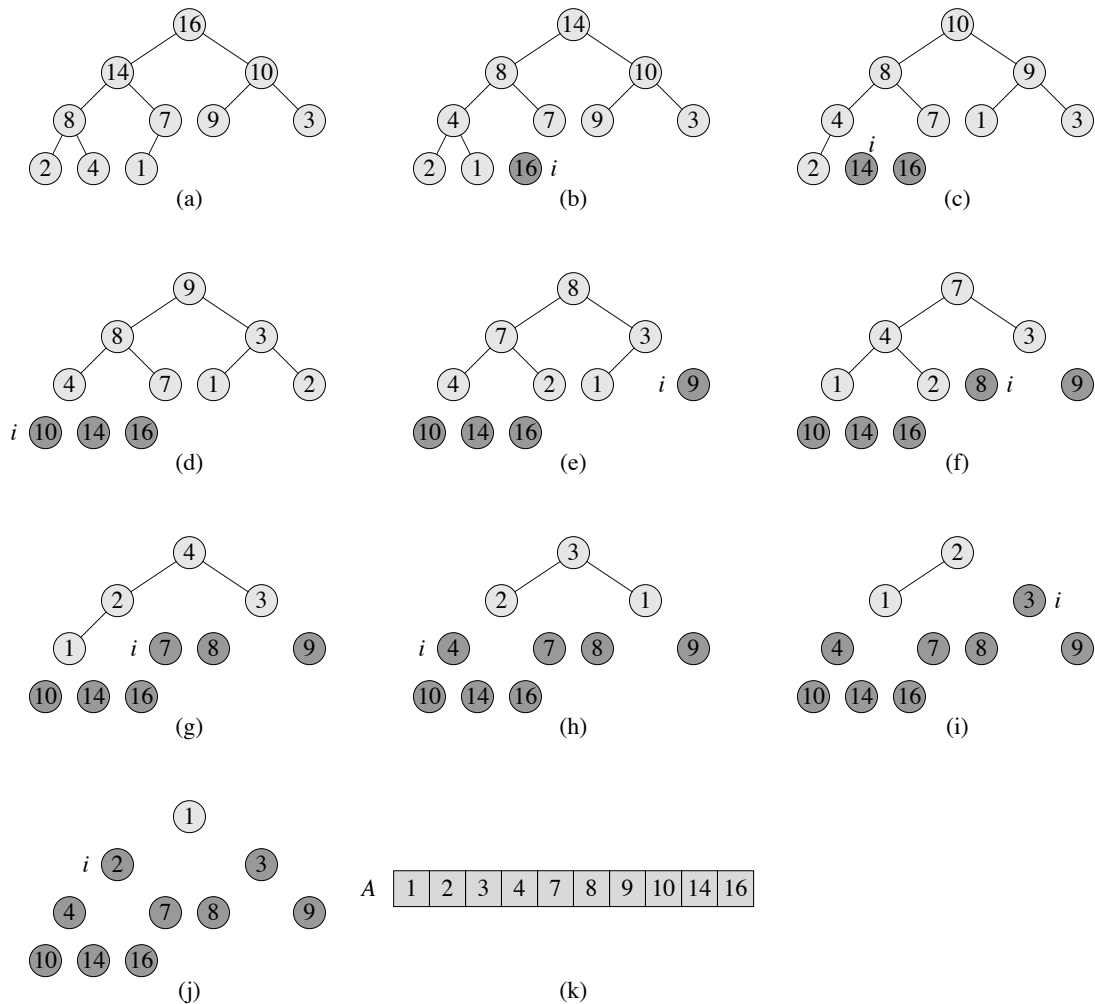 16 14 10
14 10 8 10 8 9
8 7 9 3 4 7 9 3 4 7 1 3
i
2 4 1 2 1 16 i 2 14 16
(a) (b) (c)
9 8 7
8 3 7 3 4 3
4 7 1 2 4 2 1 i 9 1 2 8 i 9
i 10 14 16 10 14 16 10 14 16
(d) (e) (f)
4 3 2
2 3 2 1 1 3 i
1 i 7 8 9 i 4 7 8 9 4 7 8 9
10 14 16 10 14 16 10 14 16
(g) (h) (i)
1
i 2 3
A 1 2 3 4 7 8 9 10 14 16
4 7 8 9
10 14 16
(j) (k)